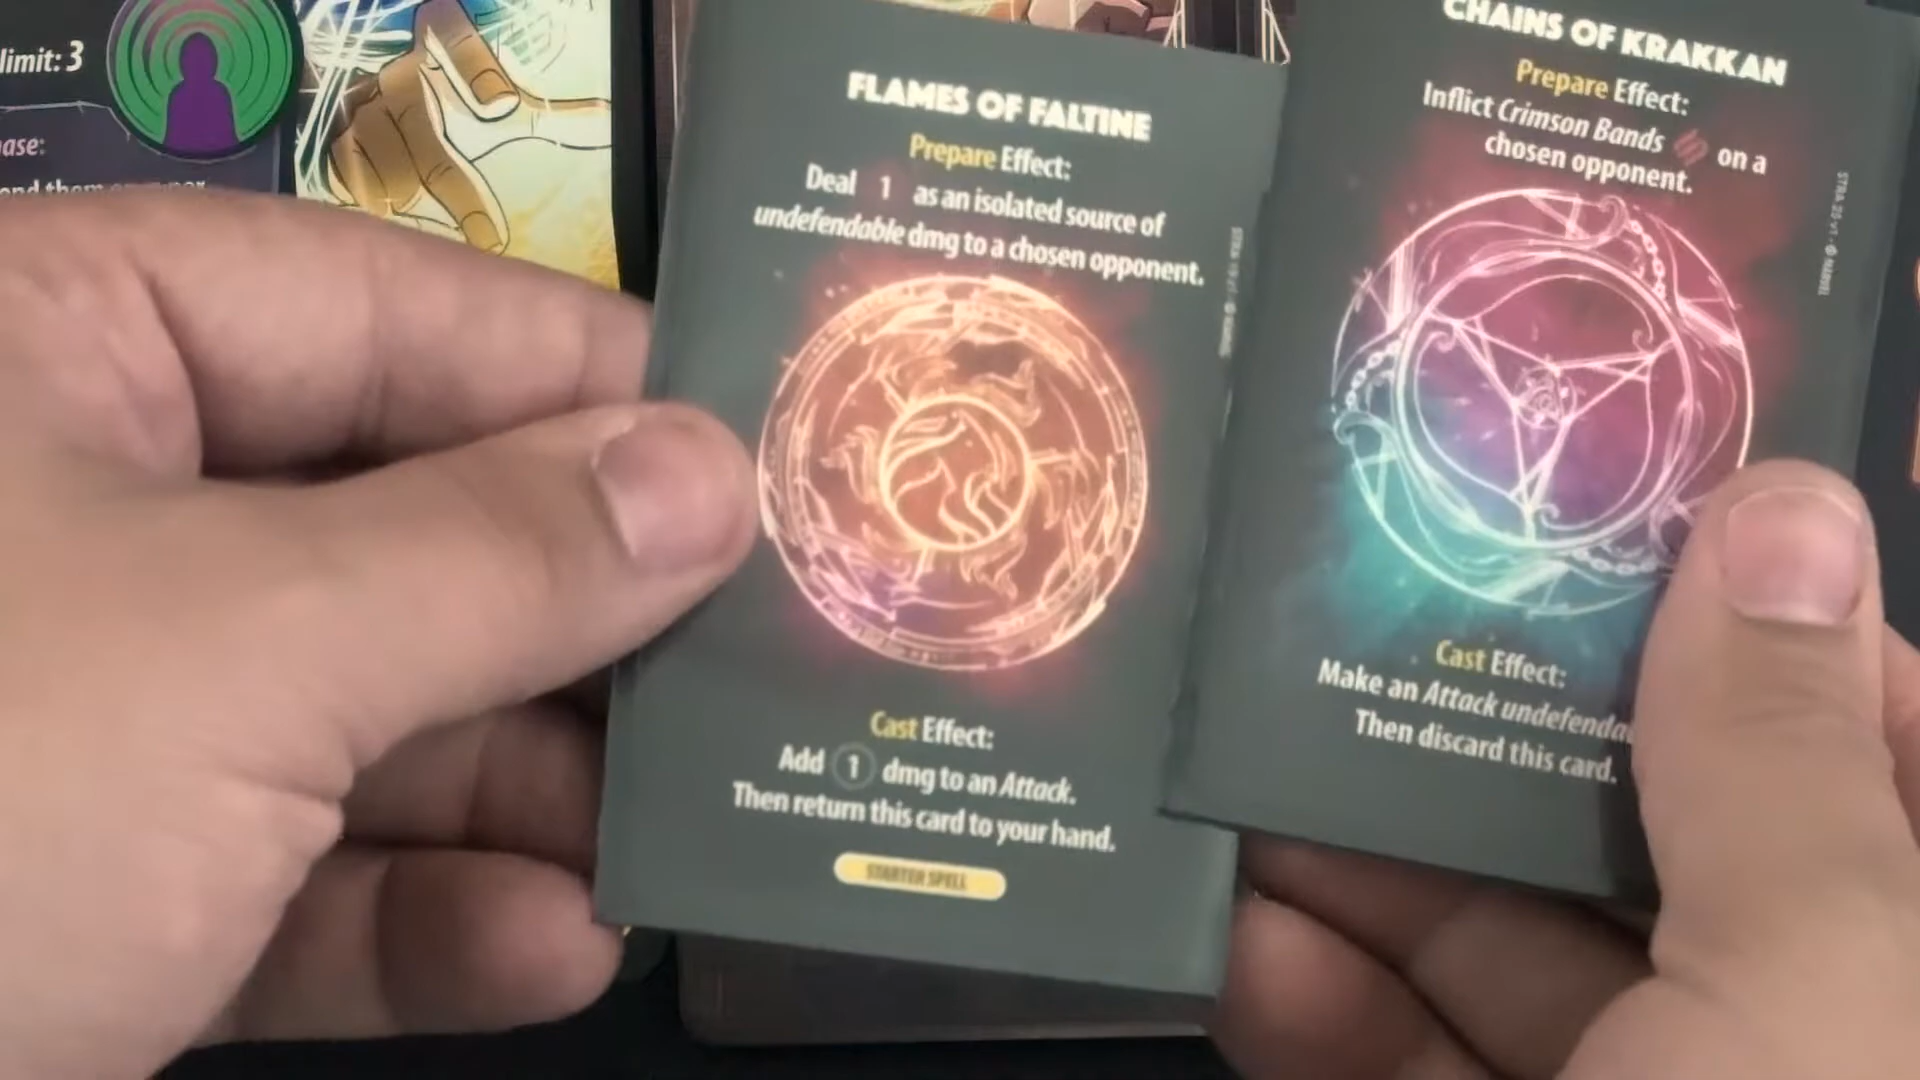 limit: 3
ase:
FLAMES OF FALTINE
Prepare Effect:
Deal 1 as an isolated source of
undefendable dmg to a chosen opponent.
Cast Effect:
Add 1 dmg to an Attack.
Then return this card to your hand.
STARTER SPELL
CHAINS OF KRAKKAN
Prepare Effect:
Inflict Crimson Bands on a
chosen opponent.
Cast Effect:
Make an Attack undefenda
Then discard this card.